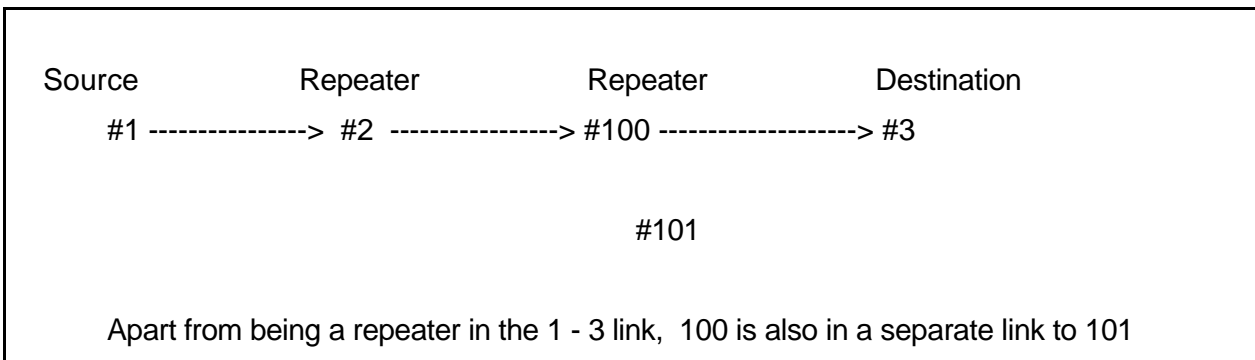 Source Repeater Repeater Destination
#1 ----------------> #2 -----------------> #100 --------------------> #3
#101
Apart from being a repeater in the 1 - 3 link, 100 is also in a separate link to 101